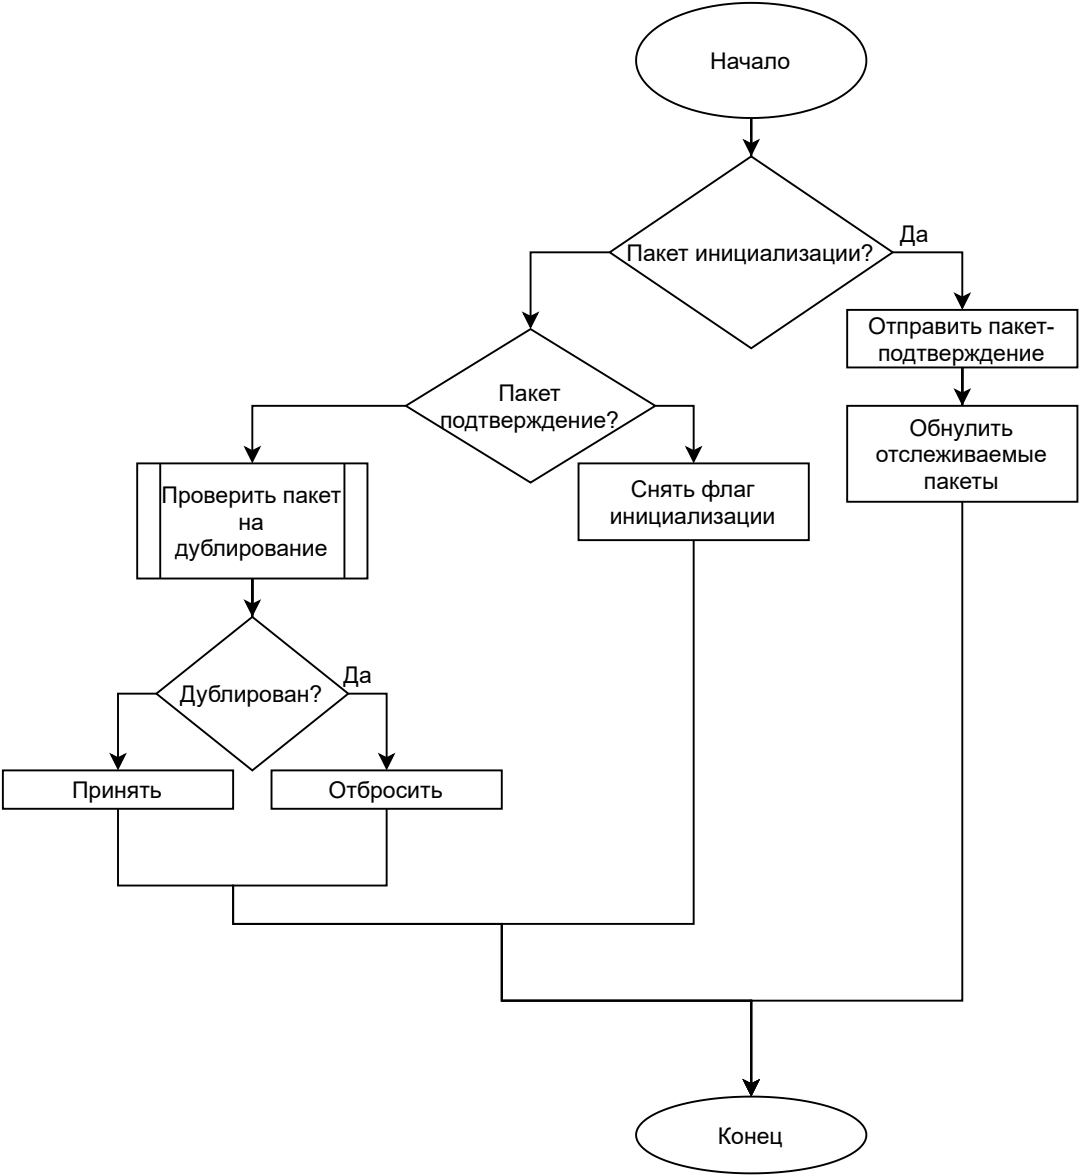 Начало
Пакет инициализации?
Да
Отправить пакет-
подтверждение
Пакет
подтверждение?
Обнулить
отслеживаемые
пакеты
Проверить пакет
на
дублирование
Снять флаг
инициализации
Дублирован?
Да
Принять
Отбросить
Конец